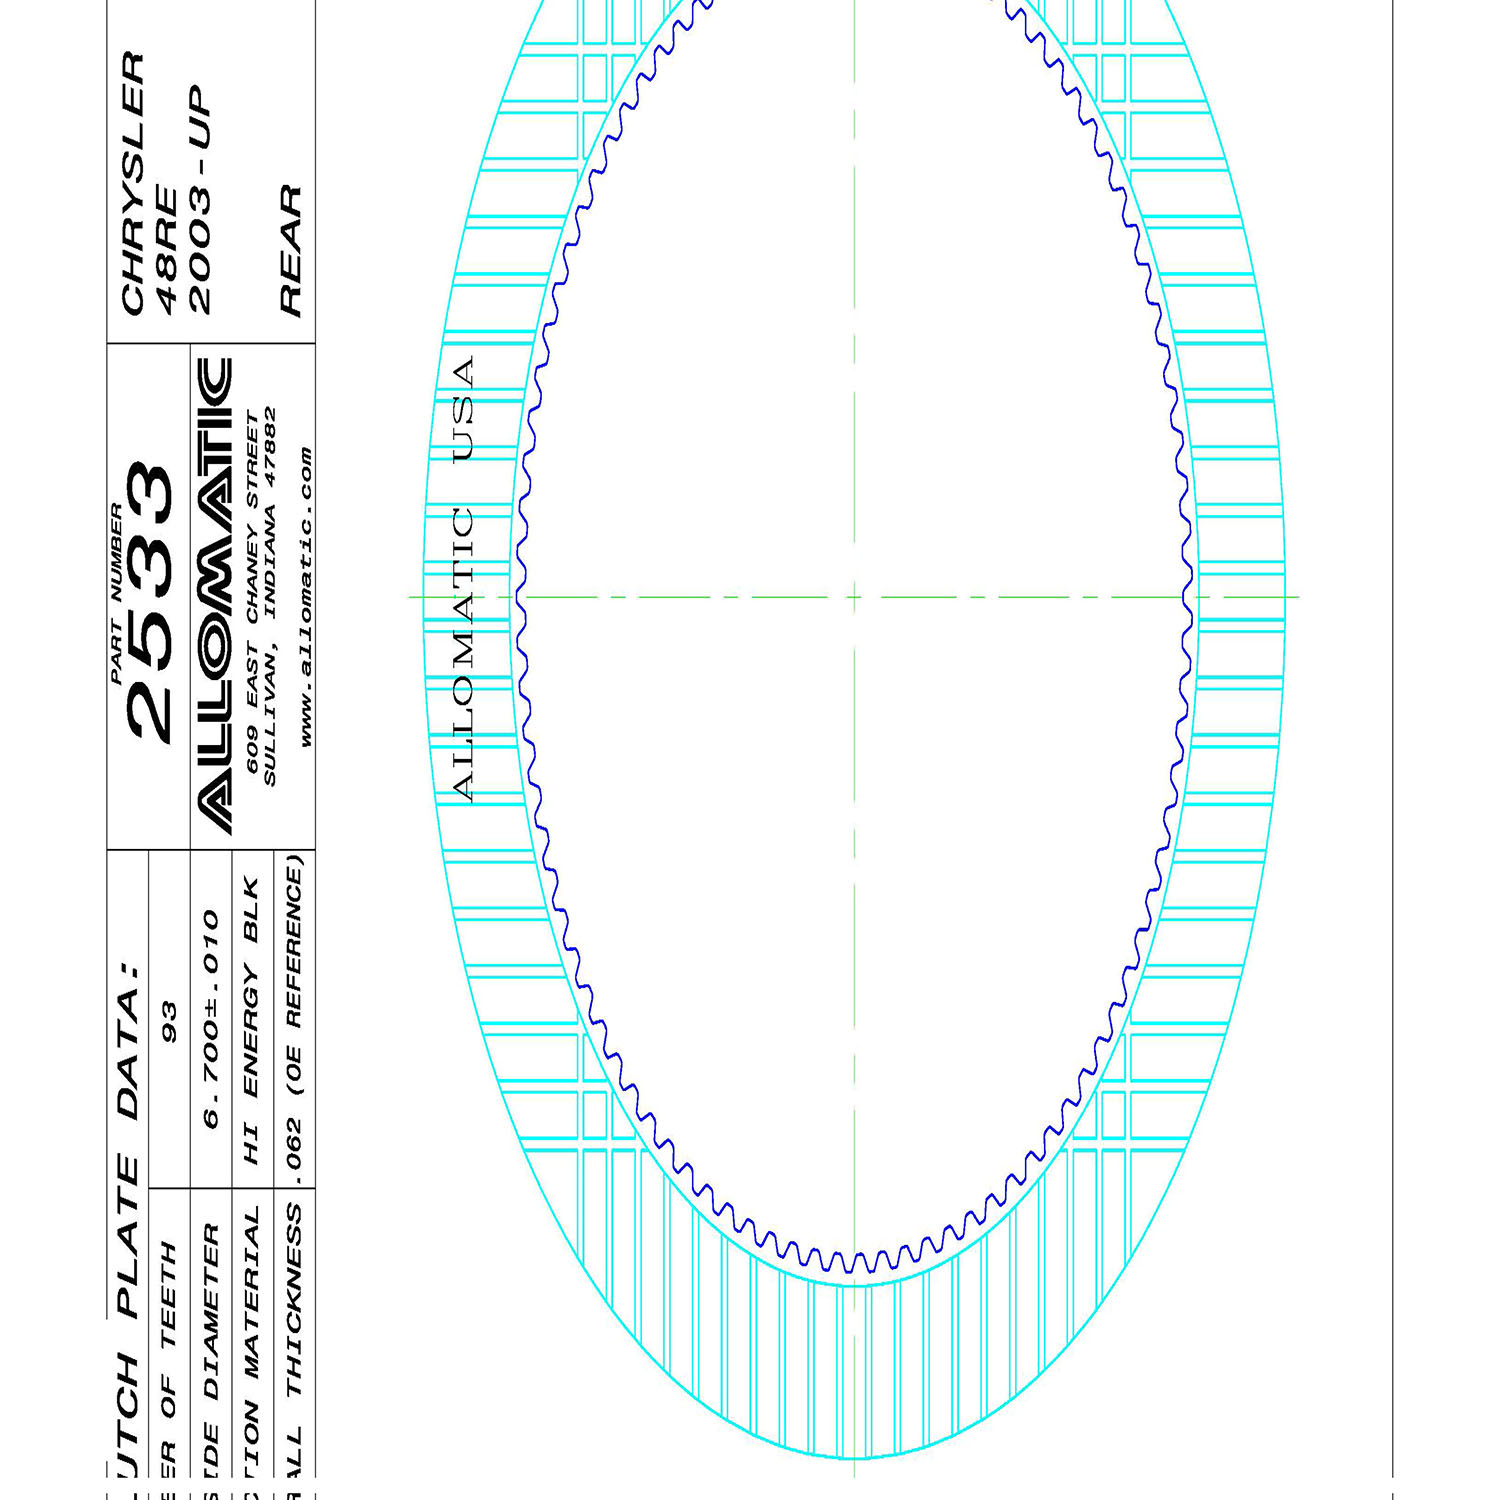 CHRYSLER
48RE
2003-UP
REAR
PART NUMBER
2533
ALLOMATIC
609 EAST CHANEY STREET
SULLIVAN, INDIANA 47882
www.allomatic.com
UTCH PLATE DATA:
ER OF TEETH 93
IDE DIAMETER 6.700±.010
TION MATERIAL HI ENERGY BLK
ALL THICKNESS .062 (OE REFERENCE)
ALLOMATIC USA